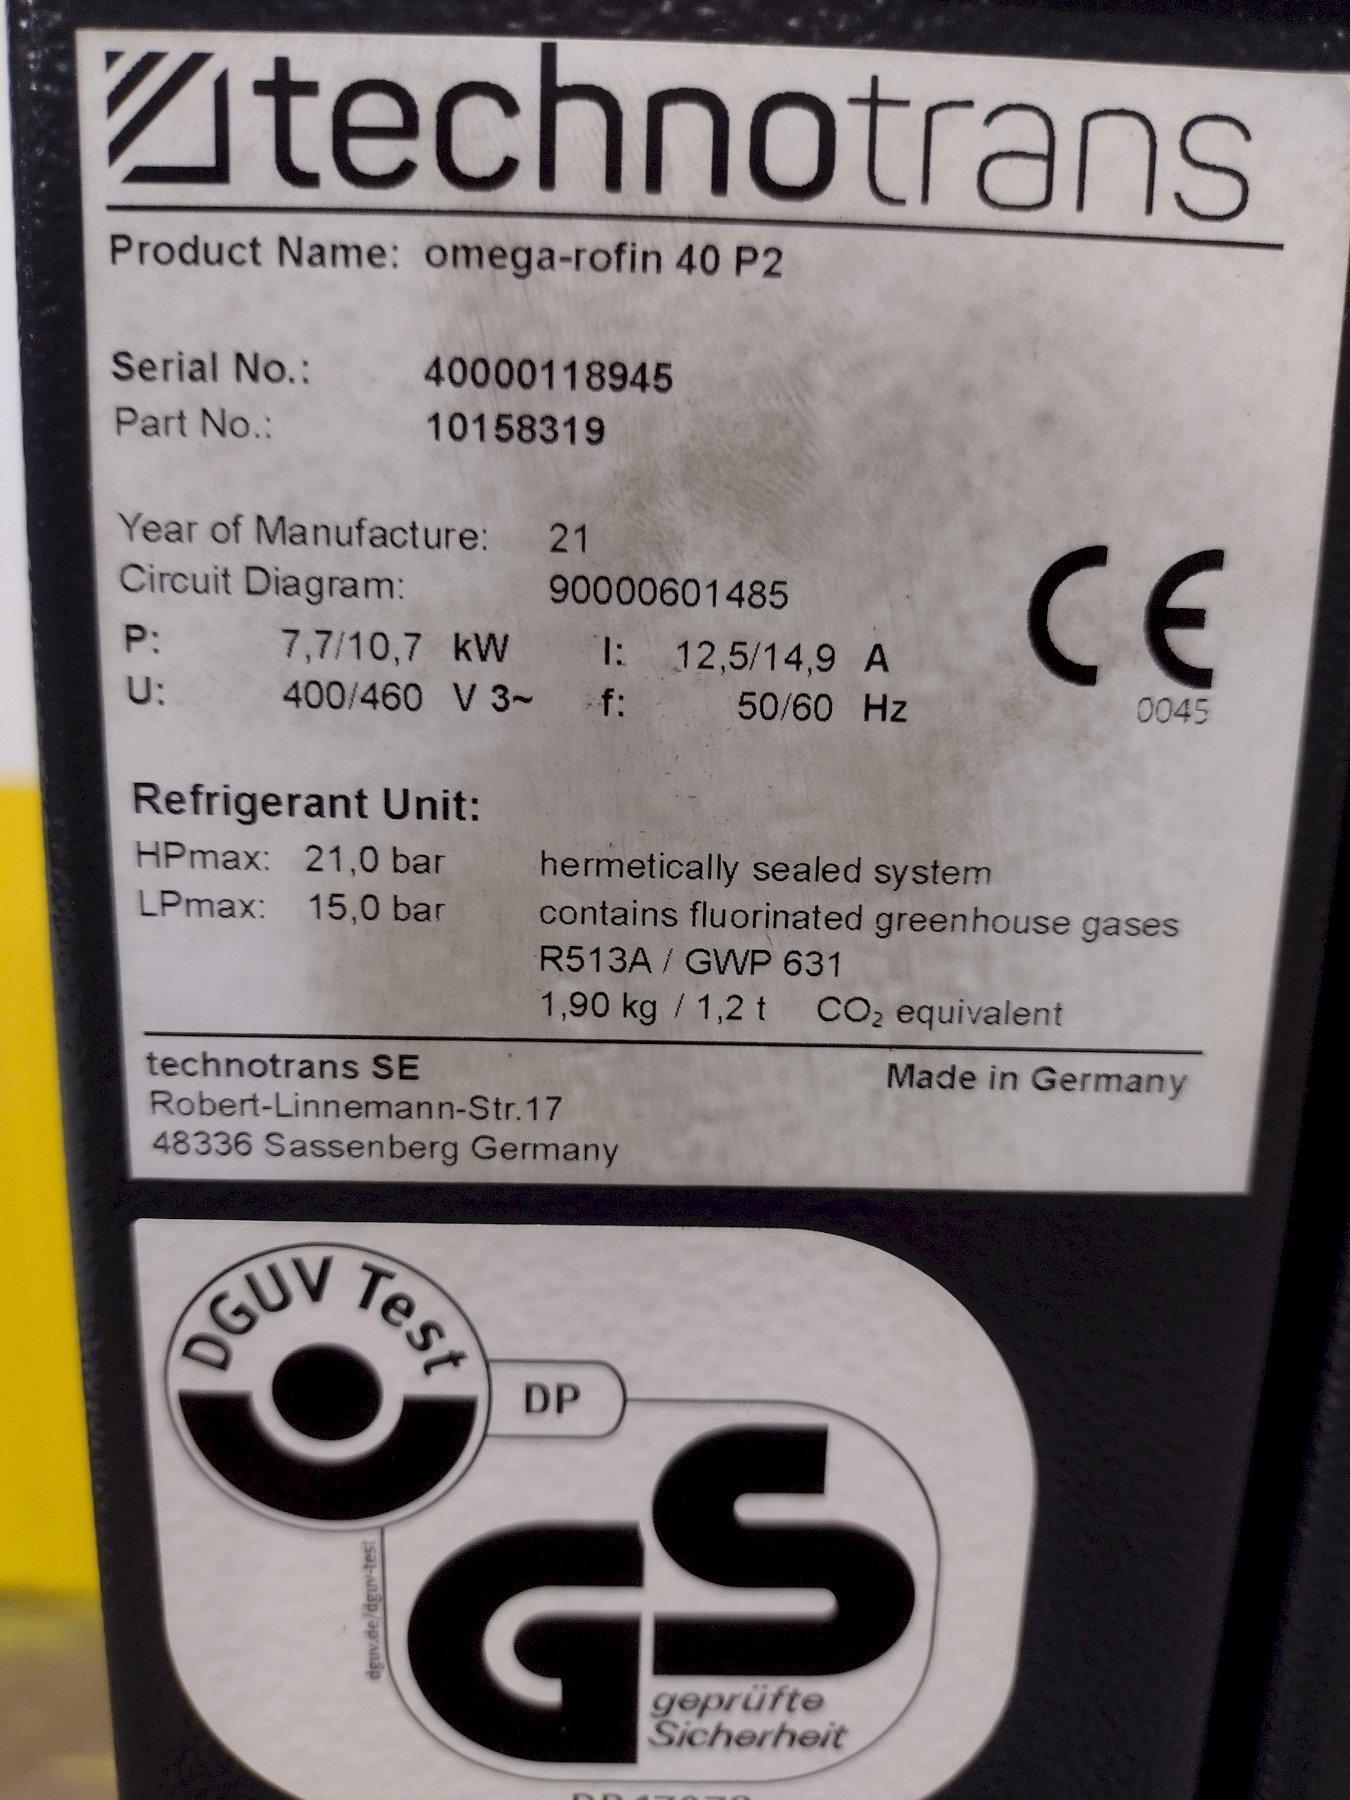 technotrans
Product Name: omega-rofin 40 P2
Serial No.: 40000118945
Part No.: 10158319
Year of Manufacture: 21
Circuit Diagram: 90000601485
P: 7,7/10,7 kW I: 12,5/14,9 A
U: 400/460 V 3~ f: 50/60 Hz
CE
0045
Refrigerant Unit:
HPmax: 21,0 bar hermetically sealed system
LPmax: 15,0 bar contains fluorinated greenhouse gases
R513A / GWP 631
1,90 kg / 1,2 t CO₂ equivalent
technotrans SE Made in Germany
Robert-Linnemann-Str.17
48336 Sassenberg Germany
DGUV Test
DP
GS
dguv.de/dguv-test
geprüfte
Sicherheit